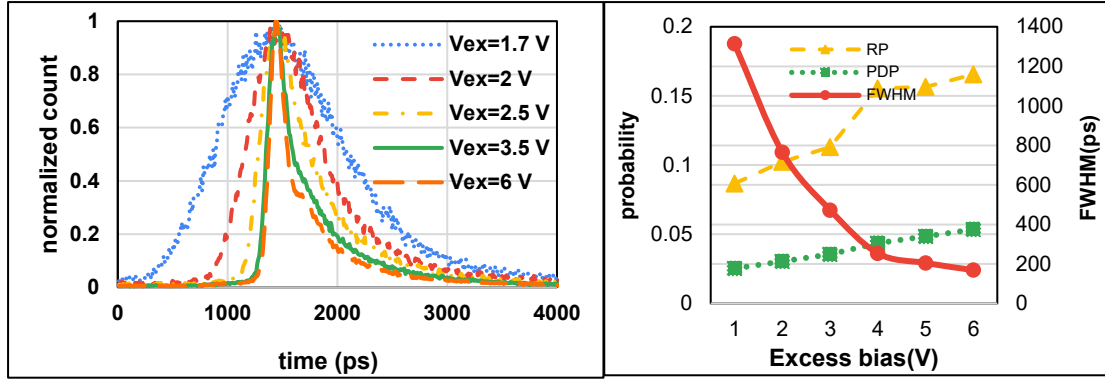 normalized count
1
0.8
0.6
0.4
0.2
0
0 1000 2000 3000 4000
time (ps)
Vex=1.7 V
Vex=2 V
Vex=2.5 V
Vex=3.5 V
Vex=6 V
probability
0.2
0.15
0.1
0.05
0
RP
PDP
FWHM
1400
1200
1000
800
600
400
200
0
FWHM(ps)
1 2 3 4 5 6
Excess bias(V)